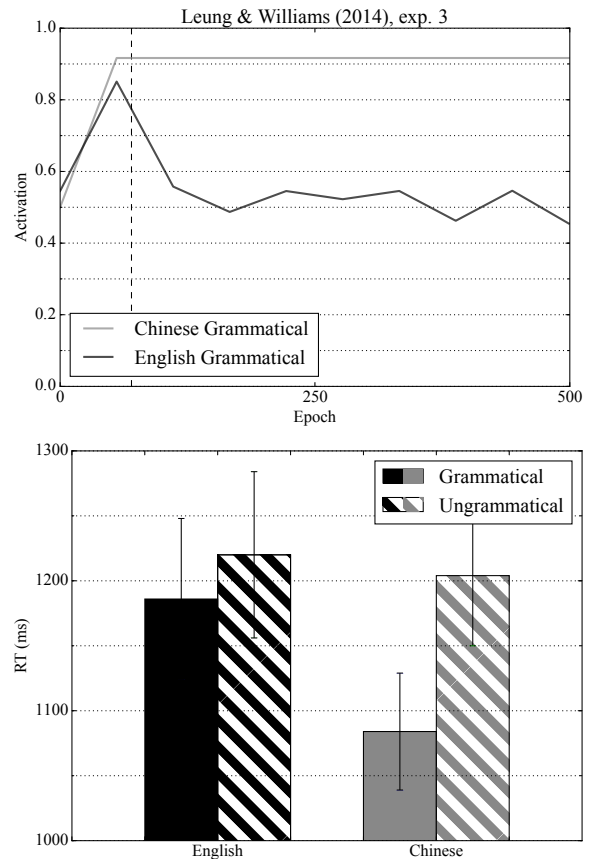 Leung & Williams (2014), exp. 3
1.0
0.8
0.6
0.4
0.2
0.0
Activation
Chinese Grammatical
English Grammatical
0
250
500
Epoch
1300
1200
1100
1000
RT (ms)
Grammatical
Ungrammatical
English
Chinese